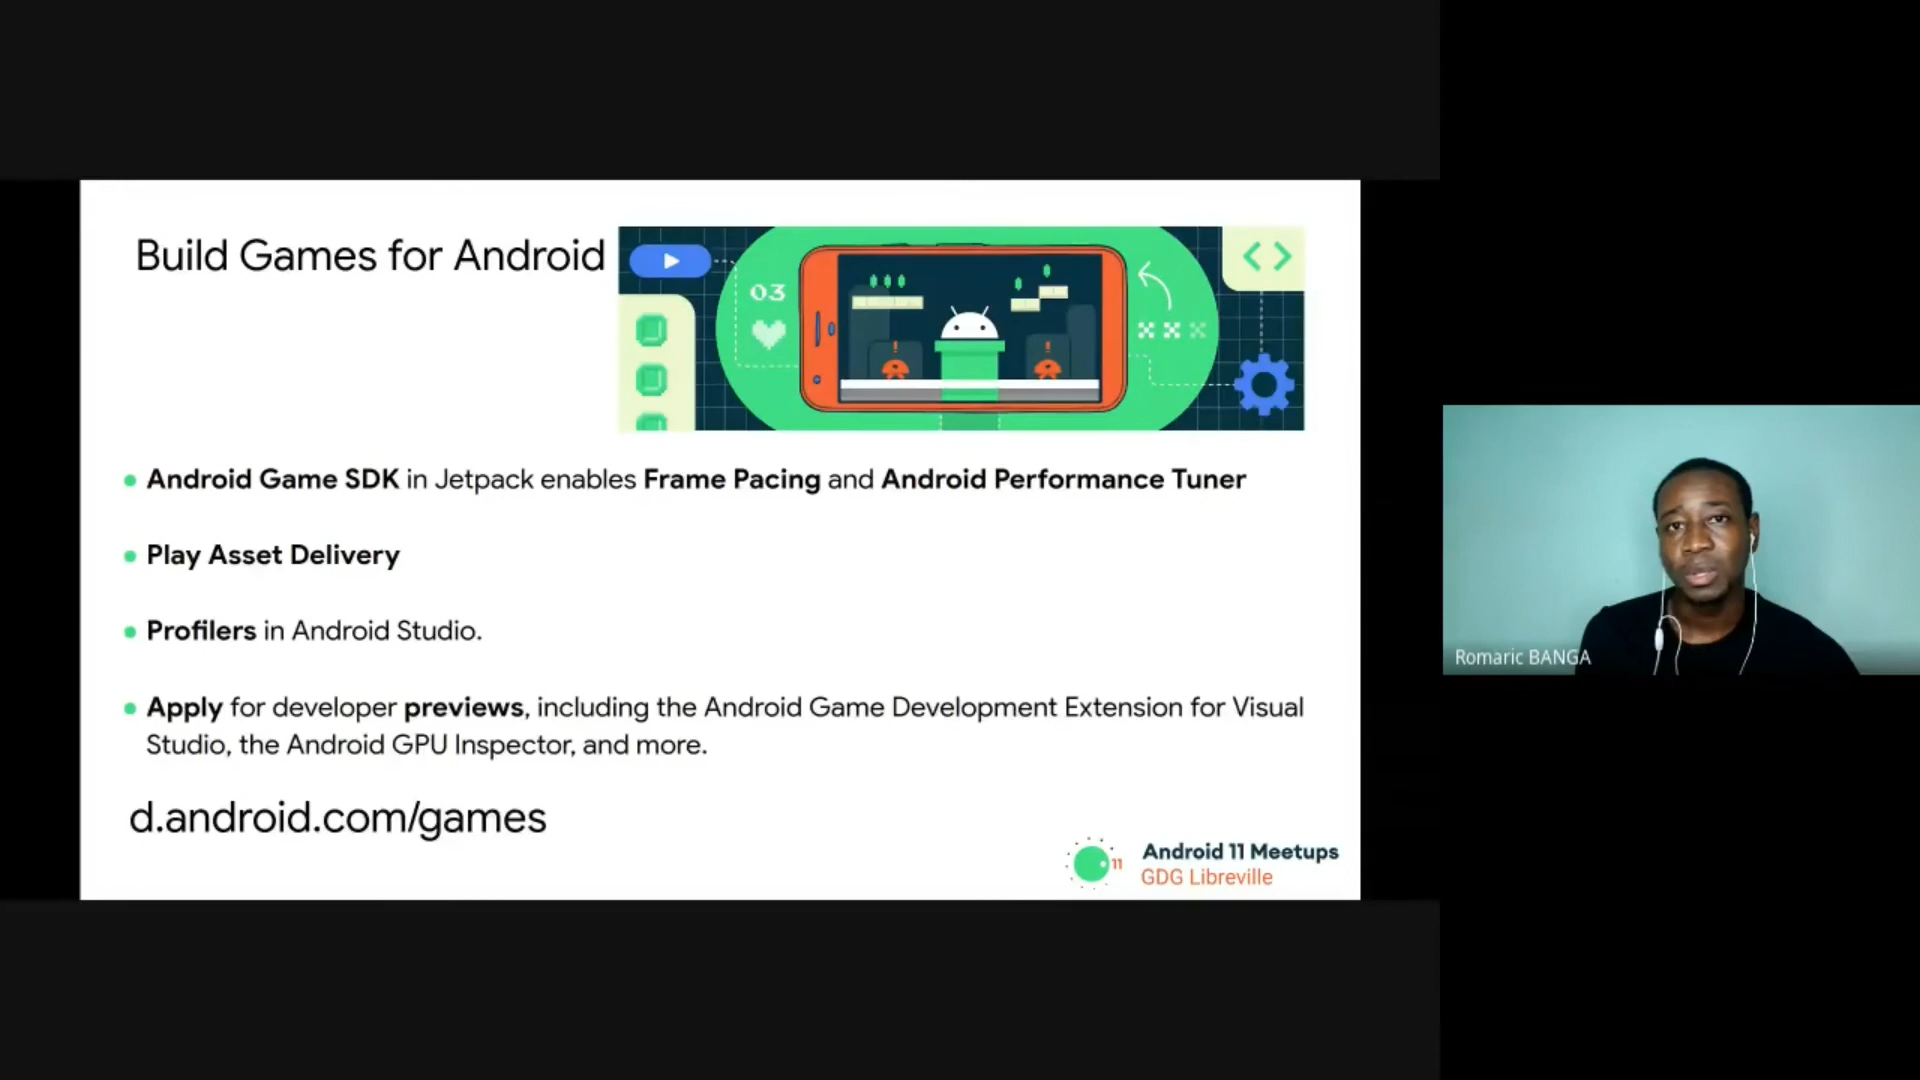 Build Games for Android
03
Android Game SDK in Jetpack enables Frame Pacing and Android Performance Tuner
Play Asset Delivery
Profilers in Android Studio.
Apply for developer previews, including the Android Game Development Extension for Visual
Studio, the Android GPU Inspector, and more.
d.android.com/games
11
Android 11 Meetups
GDG Libreville
Romaric BANGA